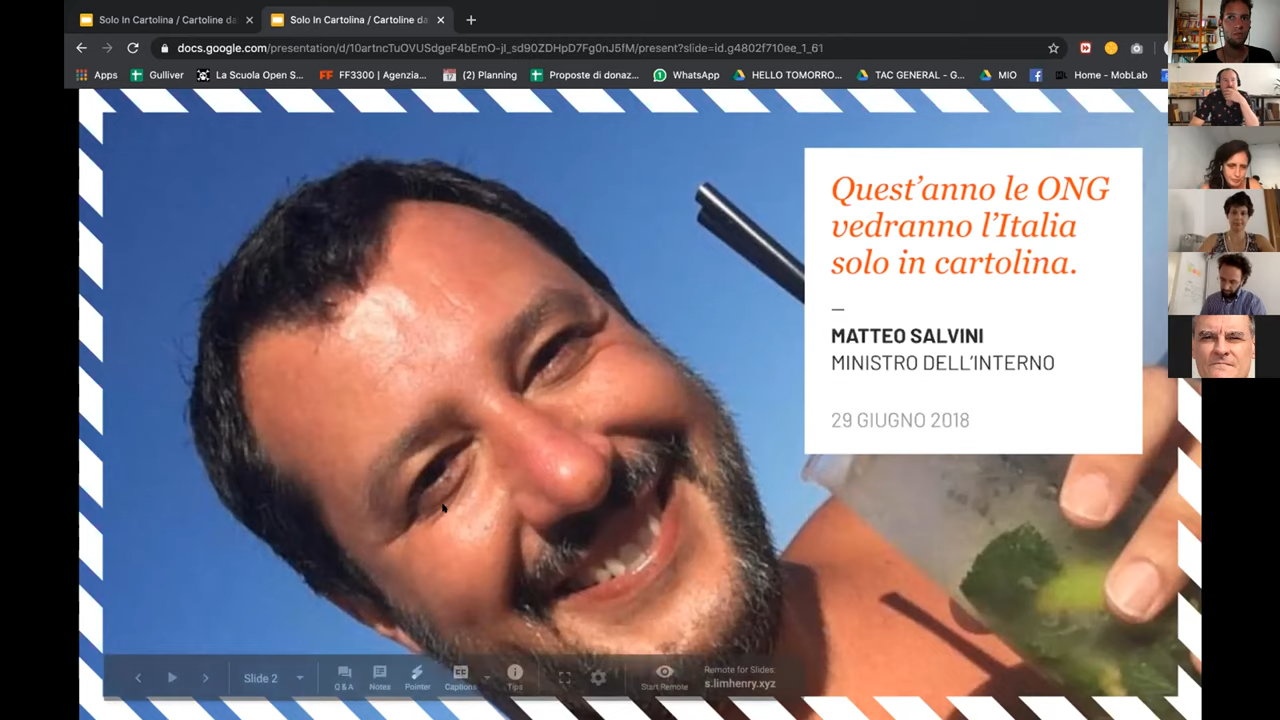 Solo In Cartolina / Cartoline da
Solo In Cartolina / Cartoline da
docs.google.com/presentation/d/10artncTuOVUSdgeF4bEmO-jl_sd90ZDHpD7Fg0nJ5fM/present?slide=id.g4802f710ee_1_61
Apps
Gulliver
La Scuola Open S...
FF3300 | Agenzia...
(2) Planning
Proposte di donaz...
WhatsApp
HELLO TOMORRO...
TAC GENERAL - G...
MIO
Home - MobLab
Quest'anno le ONG
vedranno l'Italia
solo in cartolina.
—
MATTEO SALVINI
MINISTRO DELL'INTERNO
29 GIUGNO 2018
Slide 2
Q & A
Notes
Pointer
Captions
Tips
Start Remote
Remote for Slides:
s.limhenry.xyz